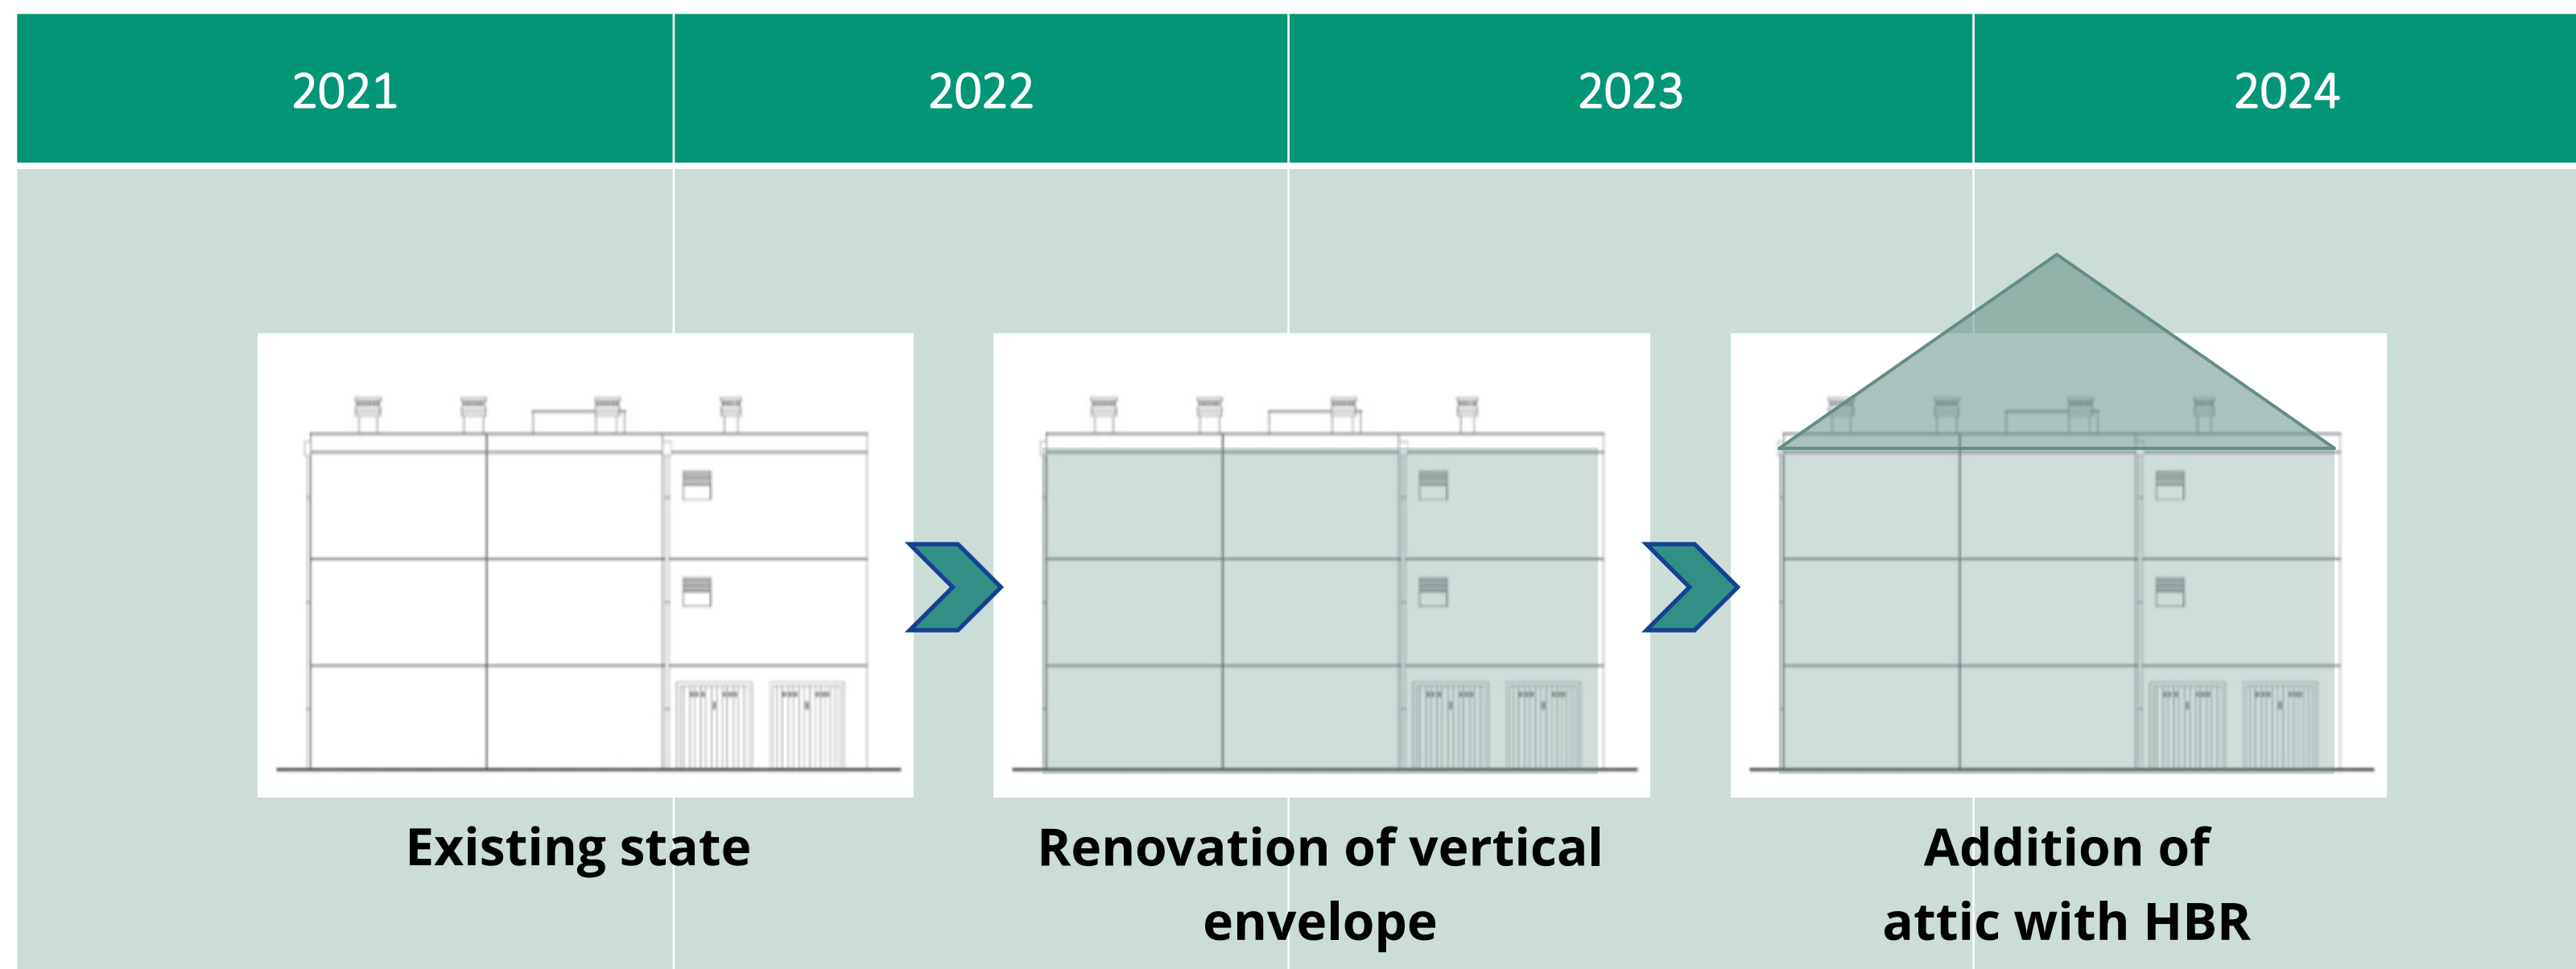 2021 2022 2023 2024
Existing state
Renovation of vertical
envelope
Addition of
attic with HBR